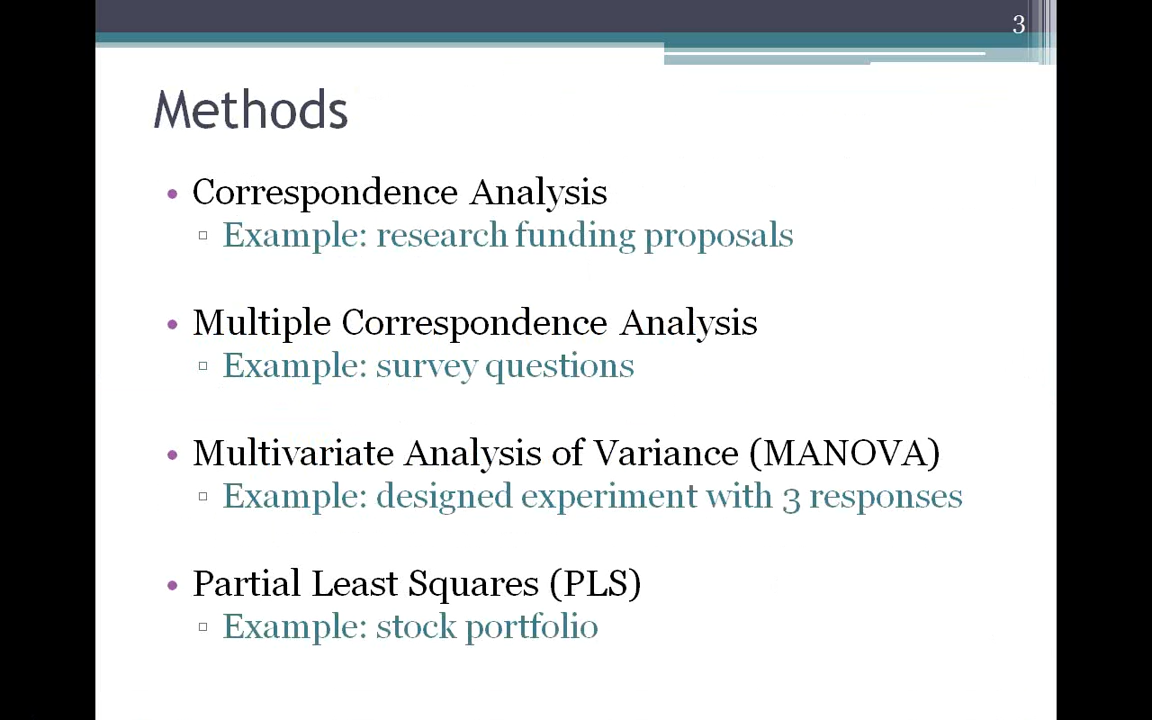 3
Methods
• Correspondence Analysis
▫ Example: research funding proposals
• Multiple Correspondence Analysis
▫ Example: survey questions
• Multivariate Analysis of Variance (MANOVA)
▫ Example: designed experiment with 3 responses
• Partial Least Squares (PLS)
▫ Example: stock portfolio